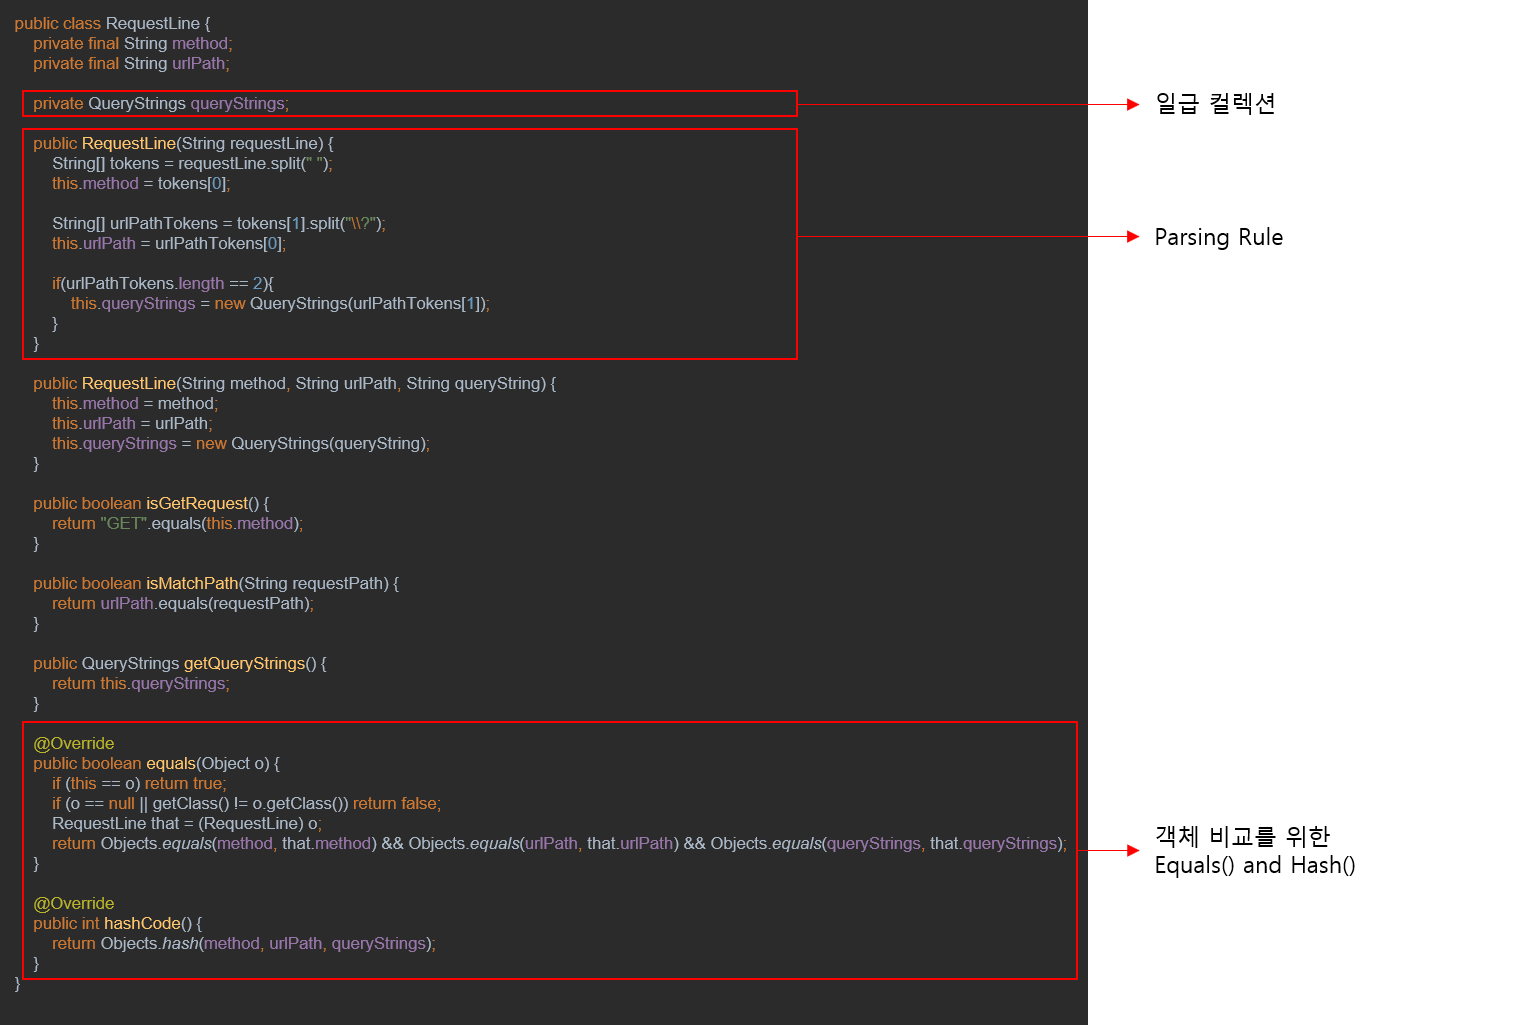 public class RequestLine {
private final String method;
private final String urlPath;
private QueryStrings queryStrings;
일급 컬렉션
public RequestLine(String requestLine) {
String[] tokens = requestLine.split(" ");
this.method = tokens[0];
String[] urlPathTokens = tokens[1].split("\\?");
this.urlPath = urlPathTokens[0];
Parsing Rule
if(urlPathTokens.length == 2){
this.queryStrings = new QueryStrings(urlPathTokens[1]);
}
}
public RequestLine(String method, String urlPath, String queryString) {
this.method = method;
this.urlPath = urlPath;
this.queryStrings = new QueryStrings(queryString);
}
public boolean isGetRequest() {
return "GET".equals(this.method);
}
public boolean isMatchPath(String requestPath) {
return urlPath.equals(requestPath);
}
public QueryStrings getQueryStrings() {
return this.queryStrings;
}
@Override
public boolean equals(Object o) {
if (this == o) return true;
if (o == null || getClass() != o.getClass()) return false;
RequestLine that = (RequestLine) o;
return Objects.equals(method, that.method) && Objects.equals(urlPath, that.urlPath) && Objects.equals(queryStrings, that.queryStrings);
}
객체 비교를 위한
Equals() and Hash()
@Override
public int hashCode() {
return Objects.hash(method, urlPath, queryStrings);
}
}